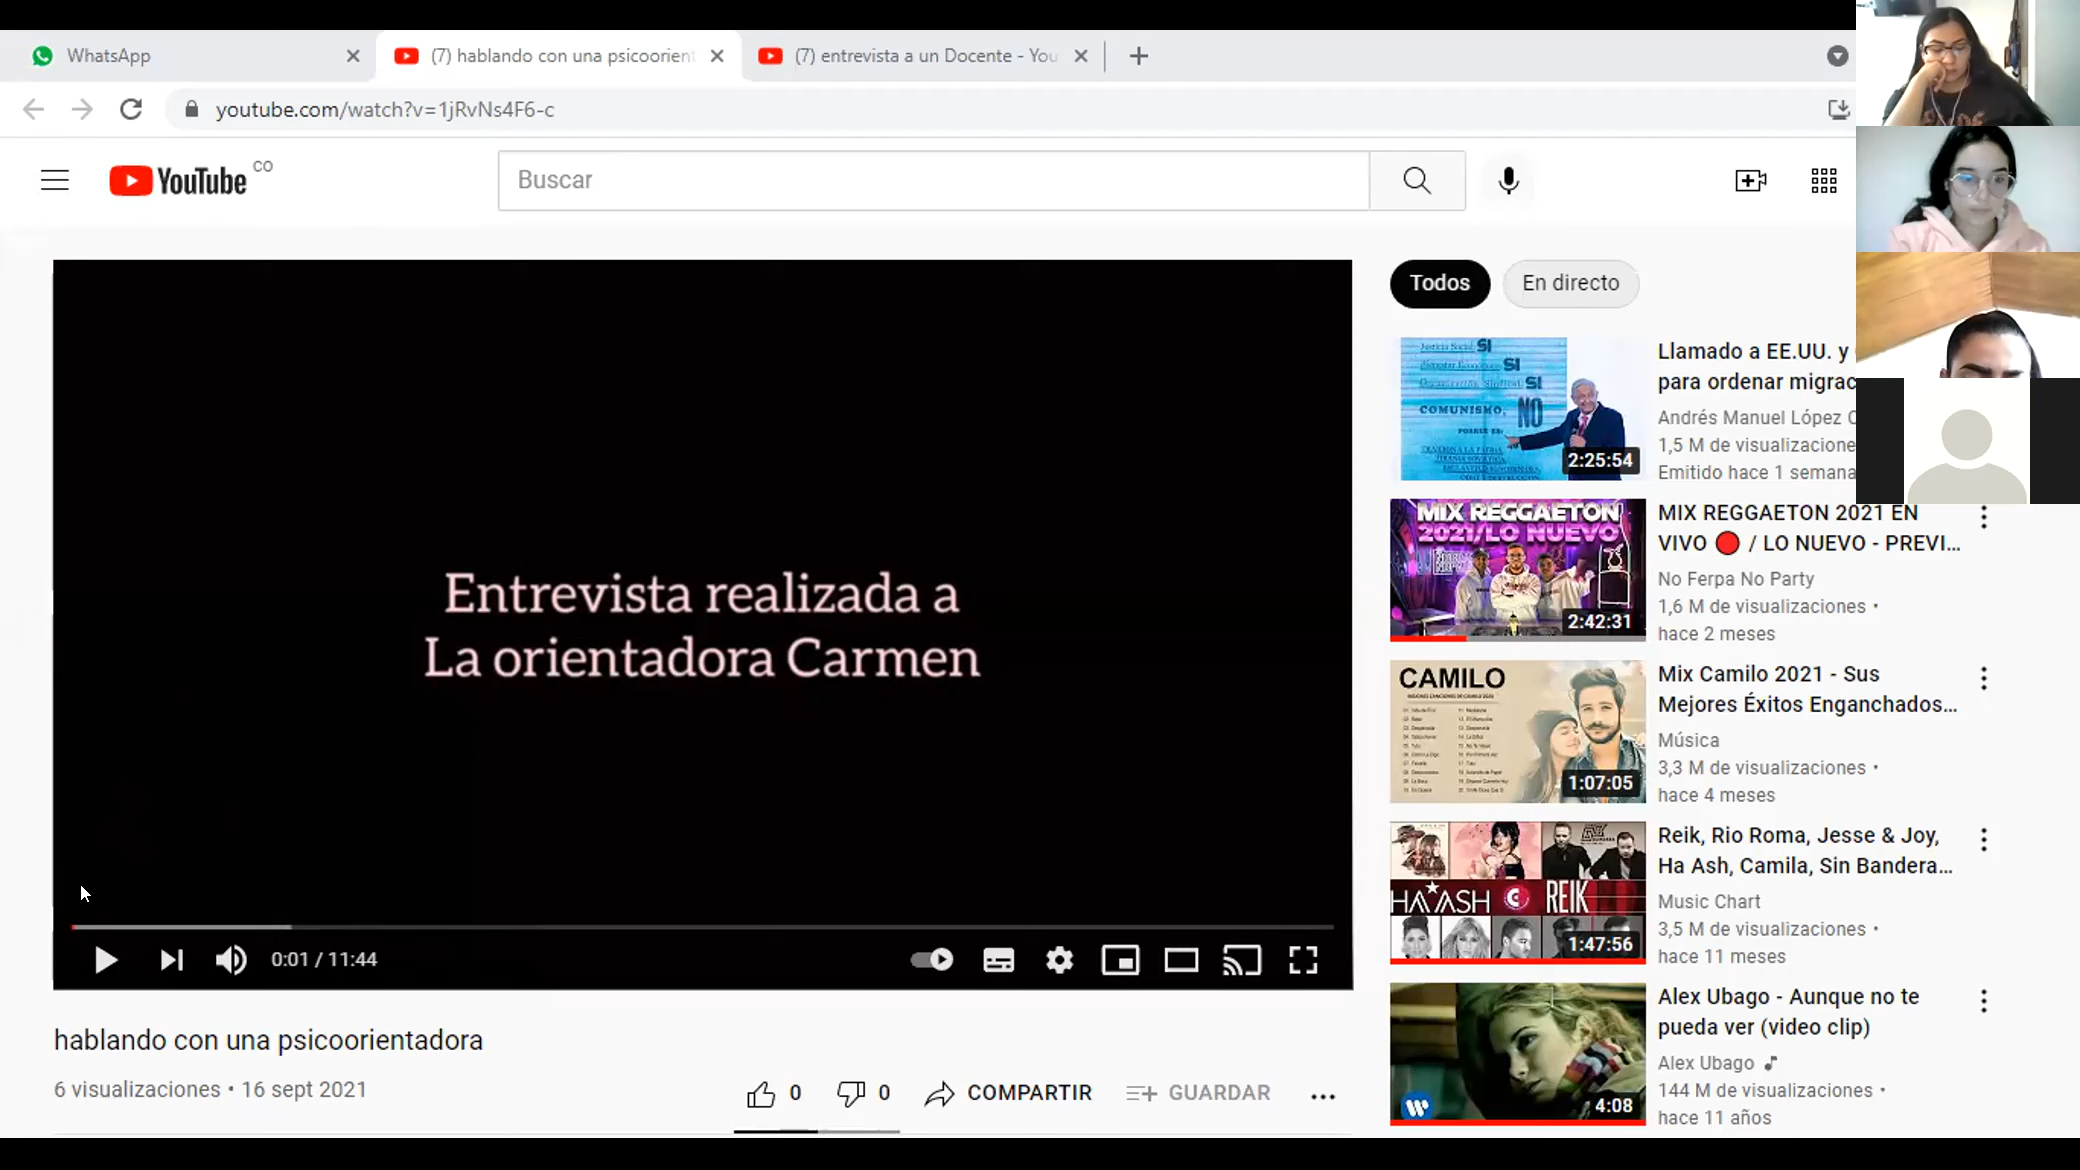 WhatsApp
(7) hablando con una psicoorient
(7) entrevista a un Docente - You
youtube.com/watch?v=1jRvNs4F6-c
YouTube CO
Buscar
Entrevista realizada a
La orientadora Carmen
0:01 / 11:44
hablando con una psicoorientadora
6 visualizaciones • 16 sept 2021
0
0
COMPARTIR
GUARDAR
Todos
En directo
Justicia Social SI
SI
SI
COMUNISMO, NO
2:25:54
Llamado a EE.UU. y
para ordenar migrac
Andrés Manuel López
1,5 M de visualizacione
Emitido hace 1 semana
MIX REGGAETON
2021/LO NUEVO
2:42:31
MIX REGGAETON 2021 EN
VIVO 🔴 / LO NUEVO - PREVI...
No Ferpa No Party
1,6 M de visualizaciones •
hace 2 meses
CAMILO
1:07:05
Mix Camilo 2021 - Sus
Mejores Éxitos Enganchados...
Música
3,3 M de visualizaciones •
hace 4 meses
HA★ASH
REIK
1:47:56
Reik, Rio Roma, Jesse & Joy,
Ha Ash, Camila, Sin Bandera...
Music Chart
3,5 M de visualizaciones •
hace 11 meses
4:08
Alex Ubago - Aunque no te
pueda ver (video clip)
Alex Ubago
144 M de visualizaciones •
hace 11 años